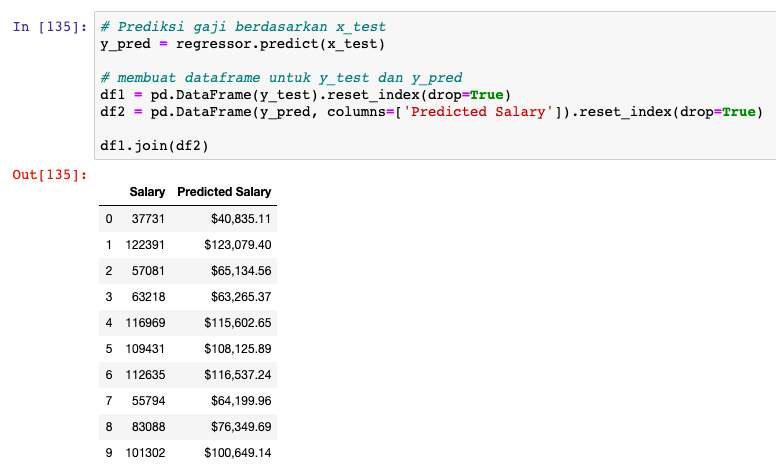 In [135]: # Prediksi gaji berdasarkan x_test
y_pred = regressor.predict(x_test)
# membuat dataframe untuk y_test dan y_pred
df1 = pd.DataFrame(y_test).reset_index(drop=True)
df2 = pd.DataFrame(y_pred, columns=['Predicted Salary']).reset_index(drop=True)
df1.join(df2)
Out[135]:
Salary Predicted Salary
0 37731 $40,835.11
1 122391 $123,079.40
2 57081 $65,134.56
3 63218 $63,265.37
4 116969 $115,602.65
5 109431 $108,125.89
6 112635 $116,537.24
7 55794 $64,199.96
8 83088 $76,349.69
9 101302 $100,649.14